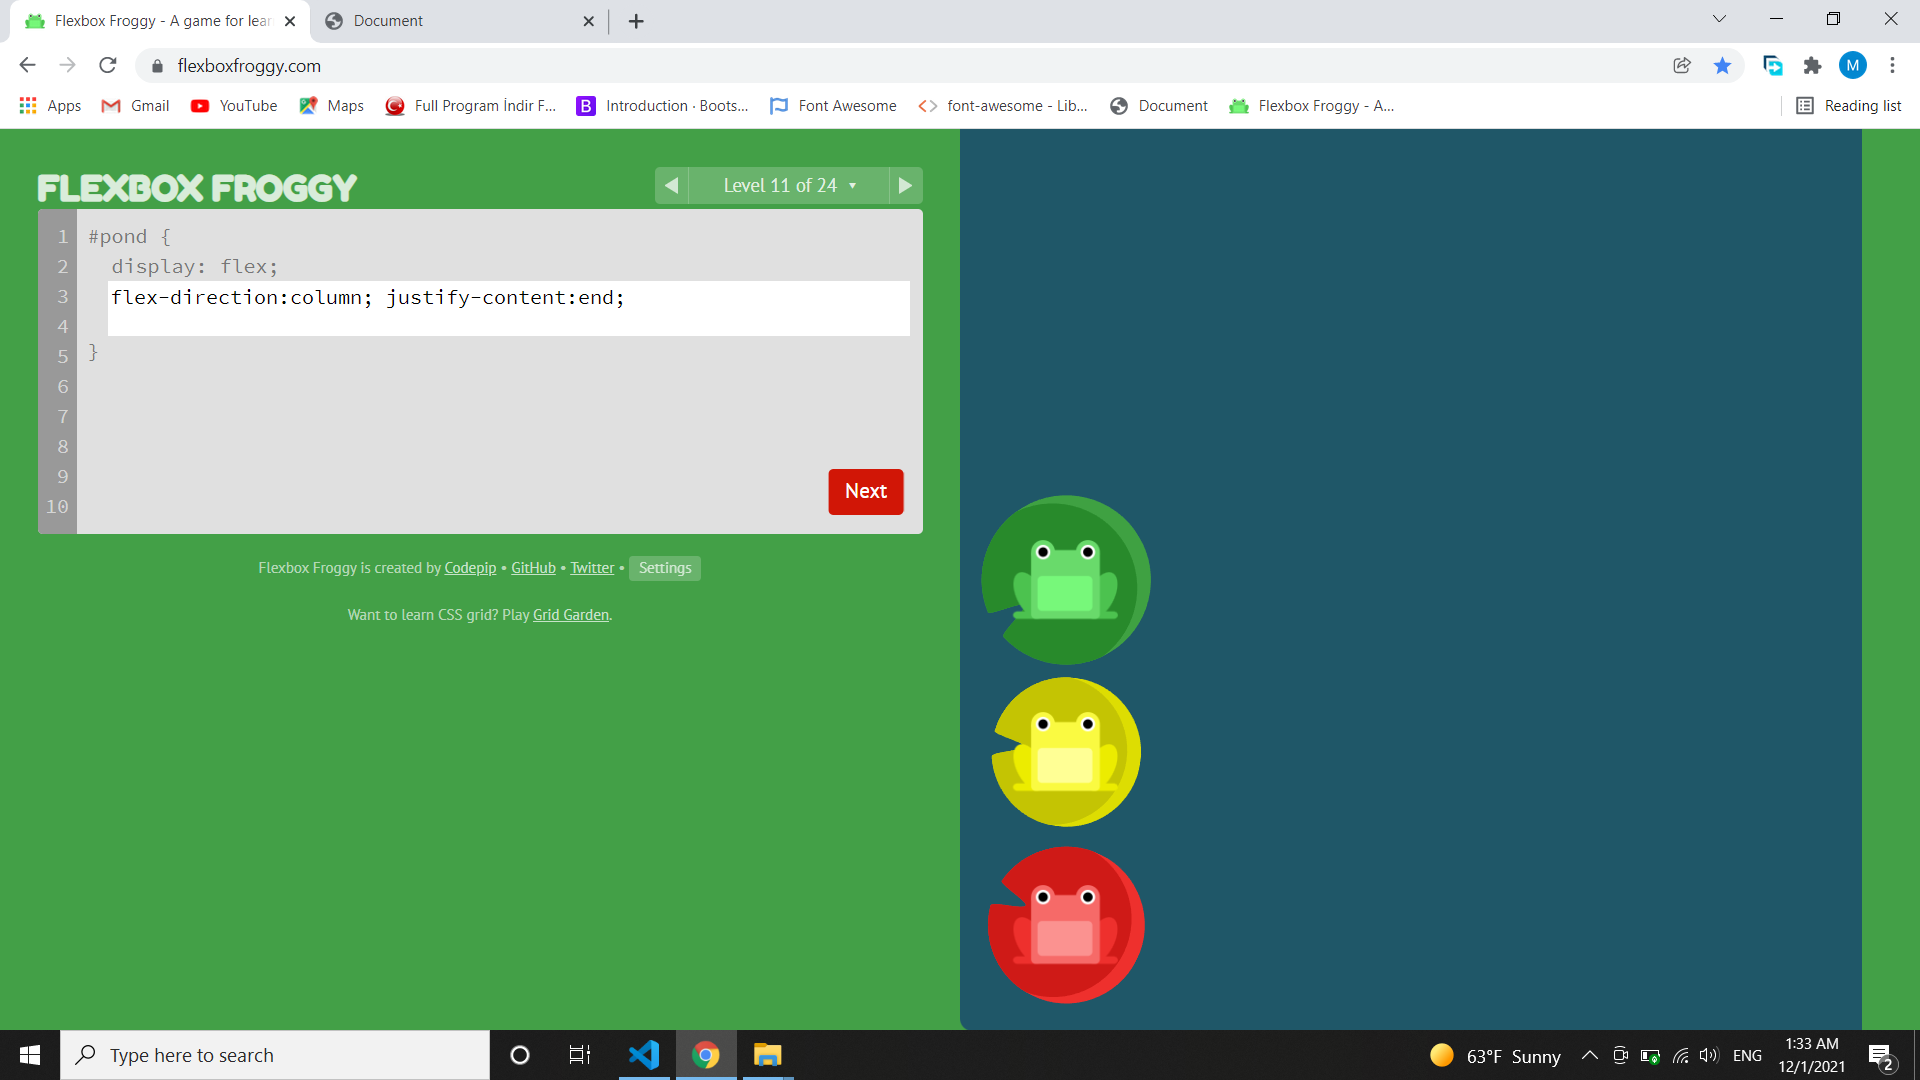 Flexbox Froggy - A game for lear
Document
flexboxfroggy.com
M
Apps
Gmail
YouTube
Maps
Full Program İndir F...
B
Introduction · Boots...
Font Awesome
font-awesome - Lib...
Document
Flexbox Froggy - A...
Reading list
FLEXBOX FROGGY
Level 11 of 24
1 #pond {
2 display: flex;
3 flex-direction:column; justify-content:end;
4
5 }
6
7
8
9
10
Next
Flexbox Froggy is created by Codepip • GitHub • Twitter • Settings
Want to learn CSS grid? Play Grid Garden.
Type here to search
63°F Sunny
ENG
1:33 AM
12/1/2021
2